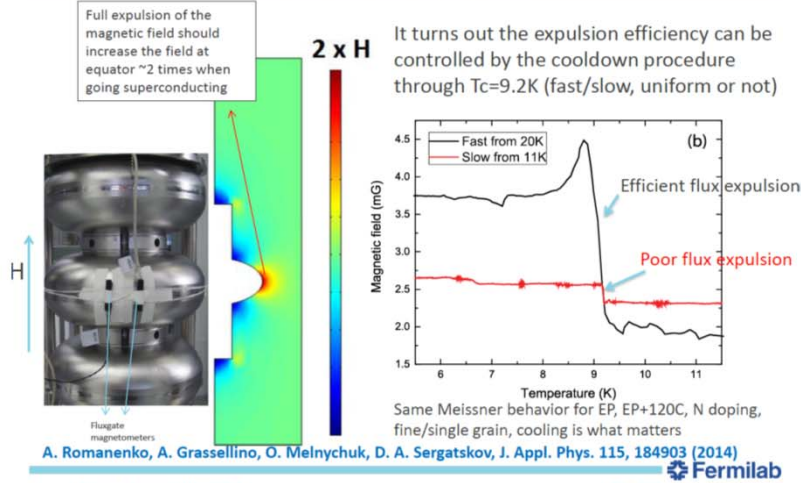 Full expulsion of the
magnetic field should
increase the field at
equator ~2 times when
going superconducting
2 x H
It turns out the expulsion efficiency can be
controlled by the cooldown procedure
through Tc=9.2K (fast/slow, uniform or not)
H
Fluxgate
magnetometers
(b)
Fast from 20K
Slow from 11K
Efficient flux expulsion
Poor flux expulsion
Magnetic field (mG)
4.5
4.0
3.5
3.0
2.5
2.0
1.5
6
7
8
9
10
11
Temperature (K)
Same Meissner behavior for EP, EP+120C, N doping,
fine/single grain, cooling is what matters
A. Romanenko, A. Grassellino, O. Melnychuk, D. A. Sergatskov, J. Appl. Phys. 115, 184903 (2014)
Fermilab